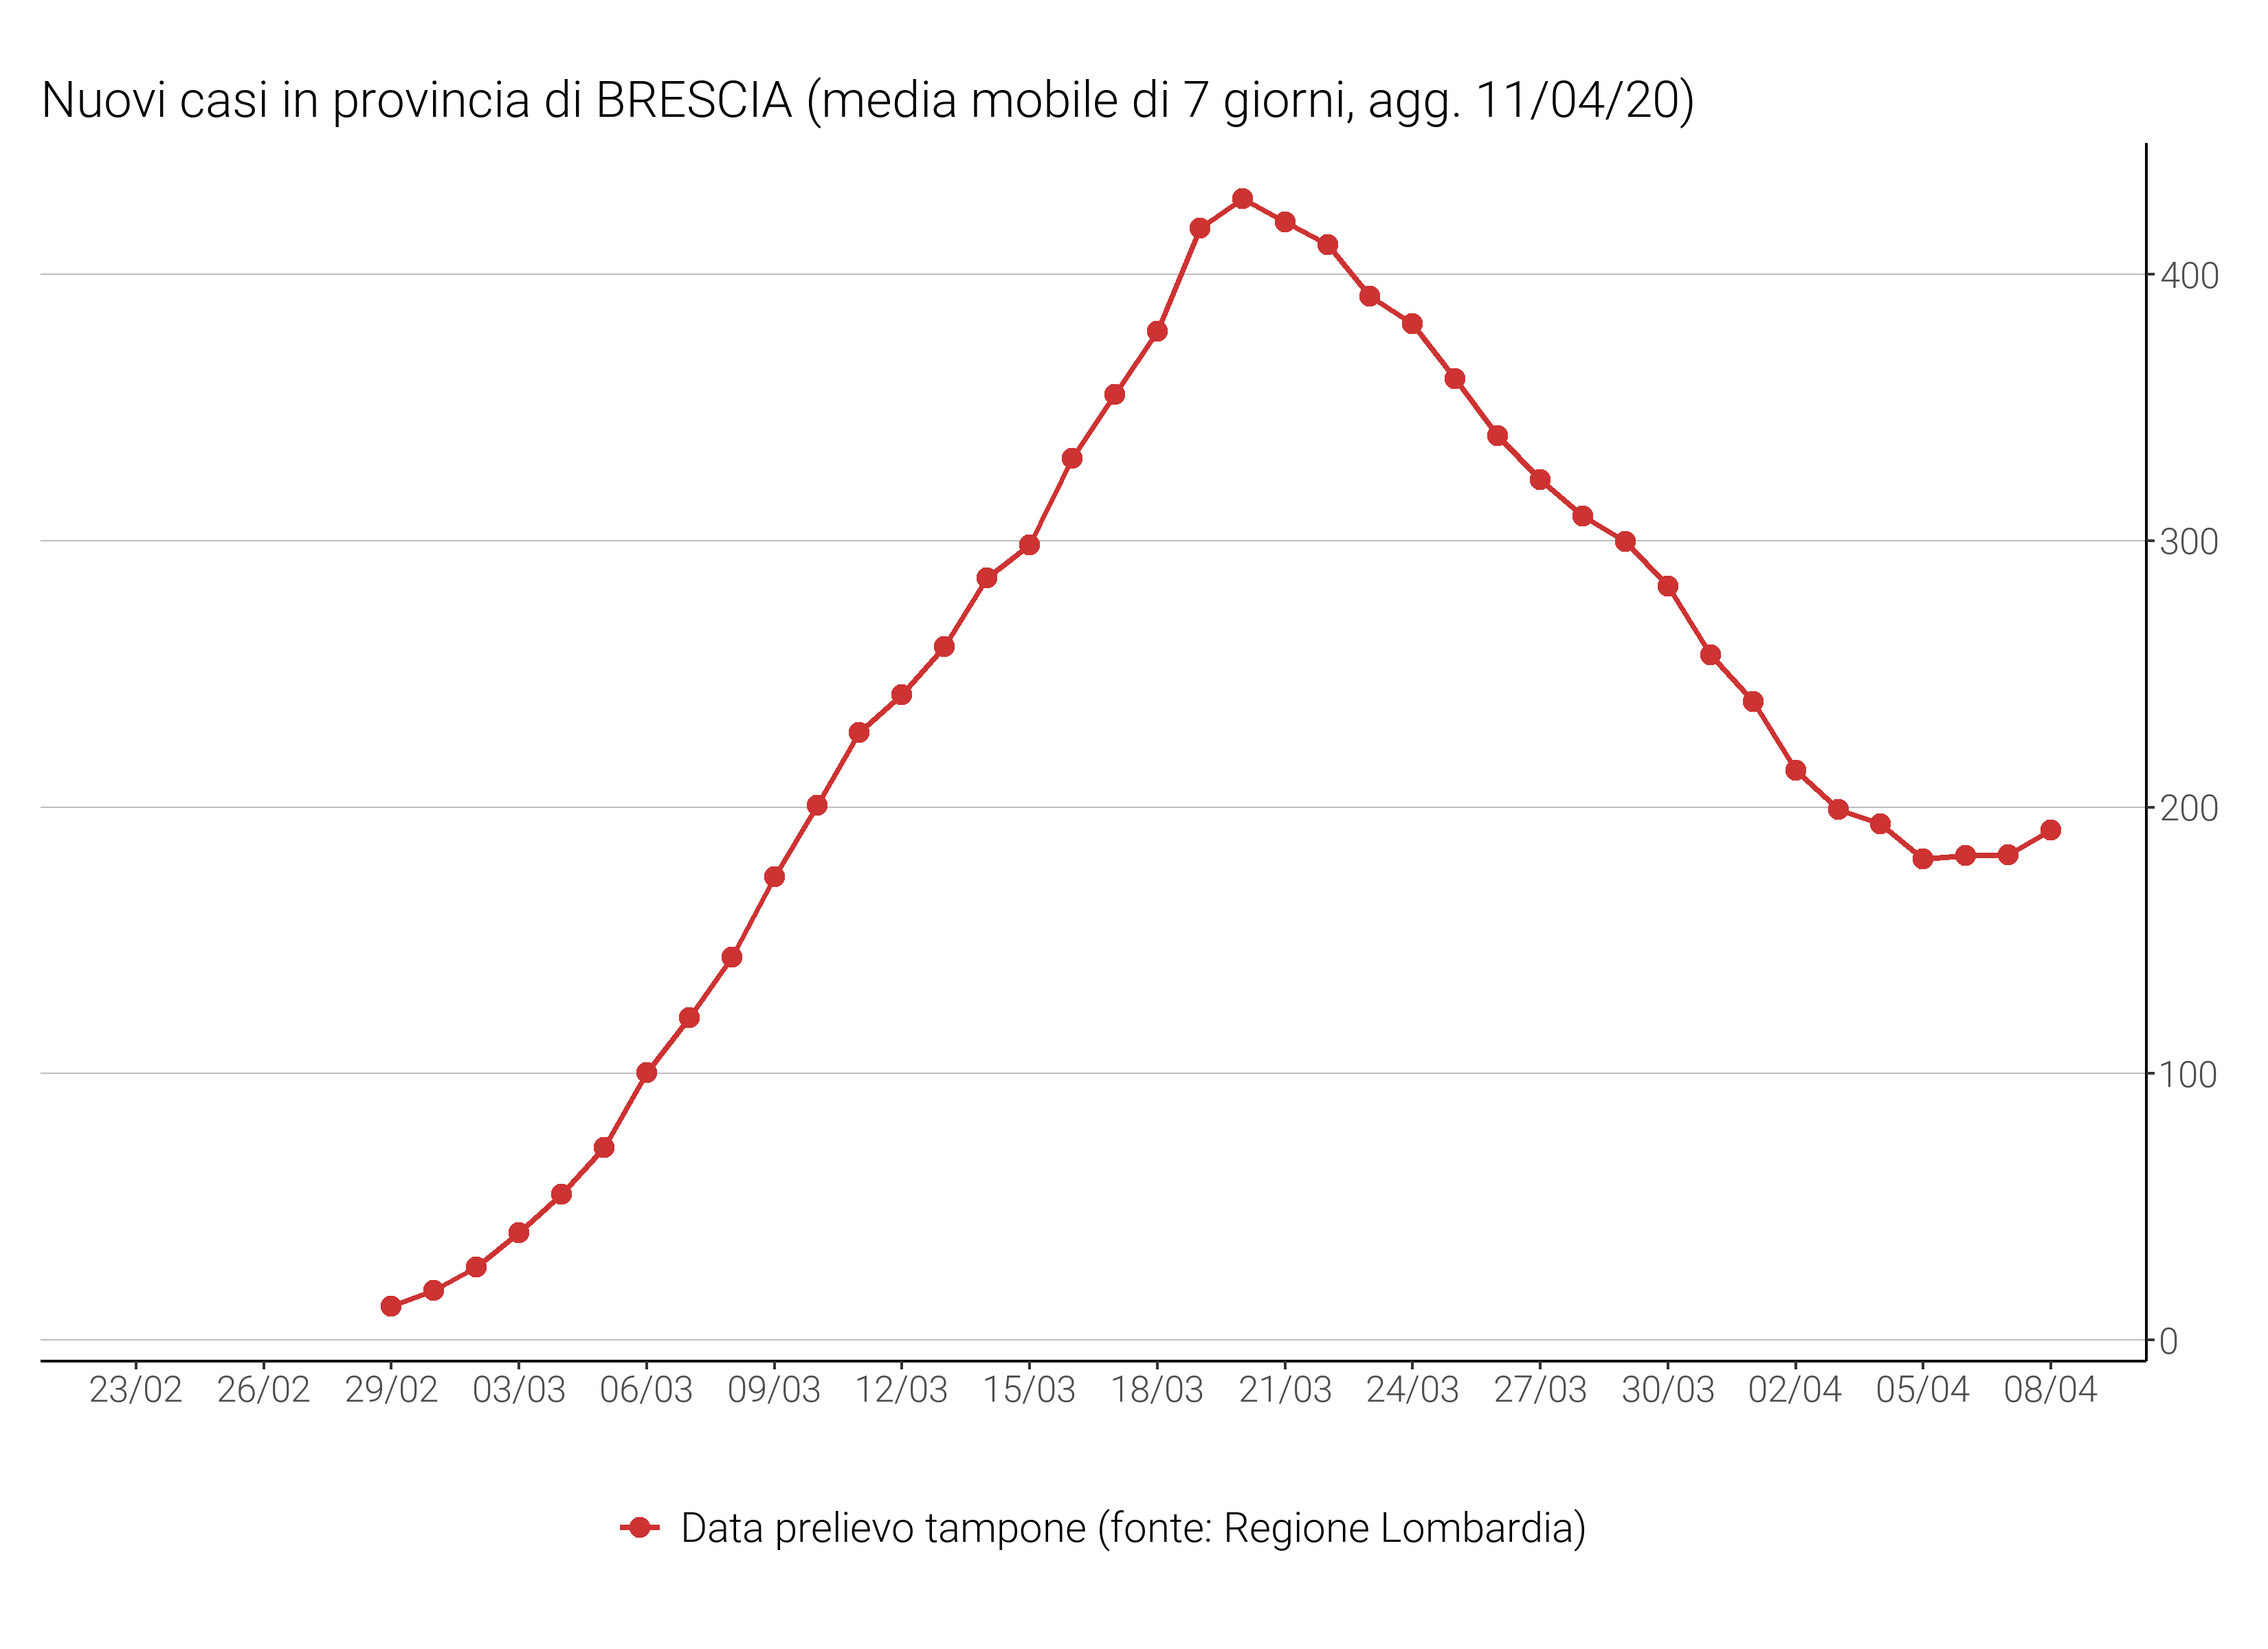 Nuovi casi in provincia di BRESCIA (media mobile di 7 giorni, agg. 11/04/20)
400
300
200
100
0
23/02 26/02 29/02 03/03 06/03 09/03 12/03 15/03 18/03 21/03 24/03 27/03 30/03 02/04 05/04 08/04
Data prelievo tampone (fonte: Regione Lombardia)